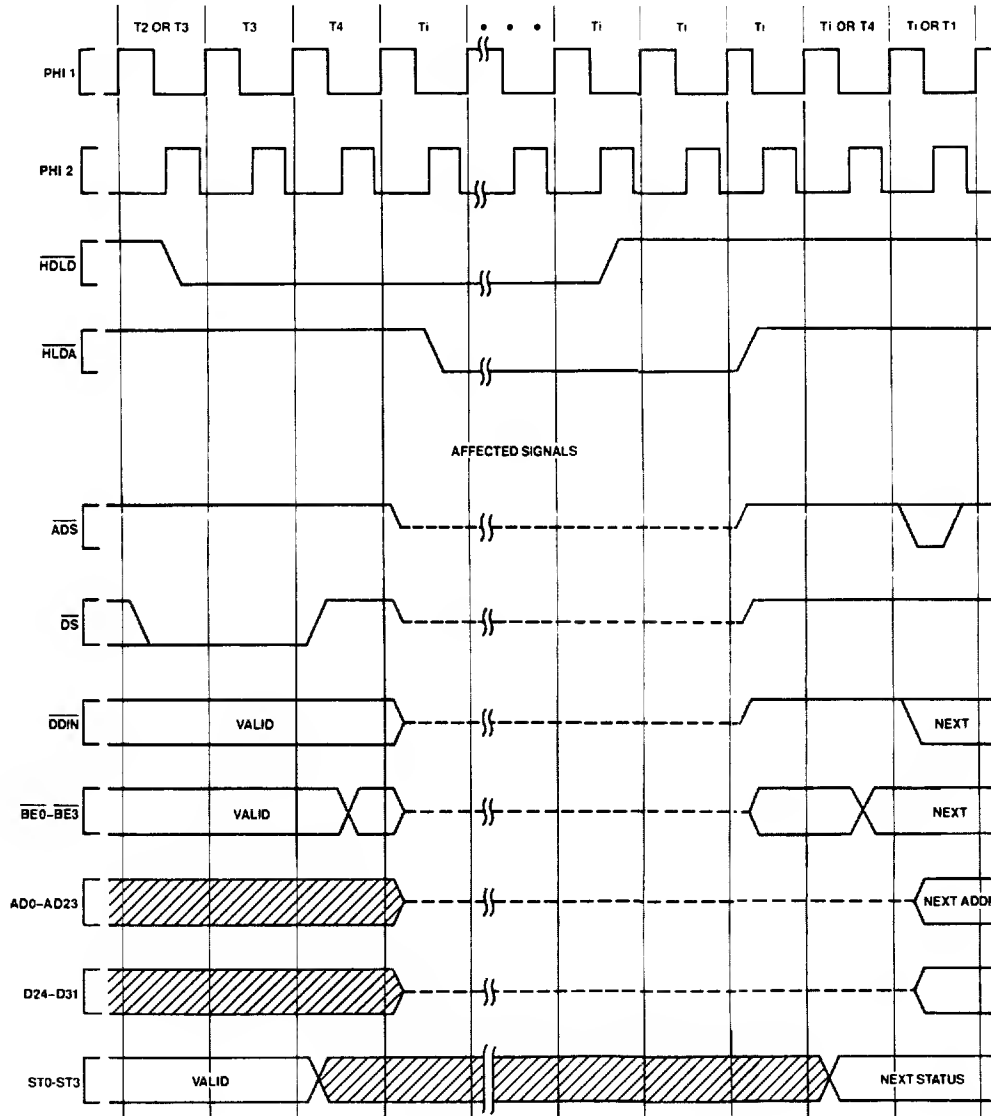 T2 OR T3 T3 T4 Ti • • • Ti Ti Ti Ti OR T4 Ti OR T1
PHI 1
PHI 2
HDLD
HLDA
AFFECTED SIGNALS
ADS
DS
DDIN VALID NEXT
BE0-BE3 VALID NEXT
AD0-AD23 NEXT ADDR
D24-D31
ST0-ST3 VALID NEXT STATUS